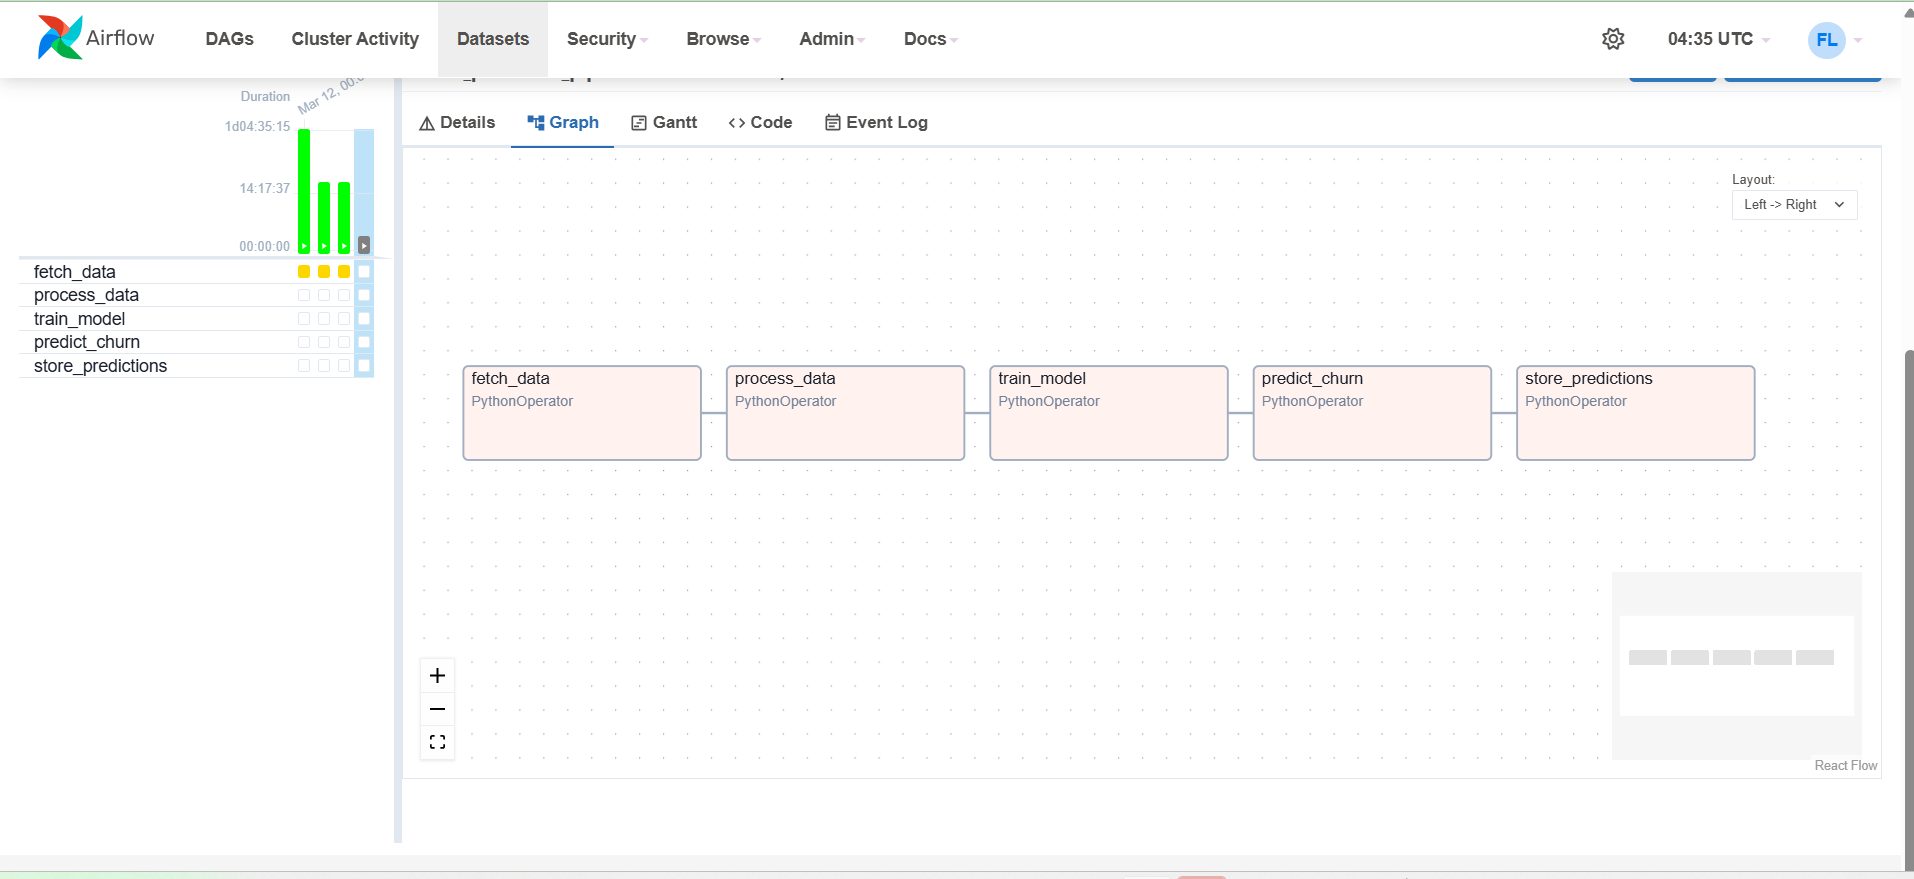 Airflow
DAGs
Cluster Activity
Datasets
Security
Browse
Admin
Docs
04:35 UTC
FL
Duration
Mar 12, 00:
1d04:35:15
14:17:37
00:00:00
fetch_data
process_data
train_model
predict_churn
store_predictions
Details
Graph
Gantt
Code
Event Log
Layout:
Left -> Right
fetch_data
PythonOperator
process_data
PythonOperator
train_model
PythonOperator
predict_churn
PythonOperator
store_predictions
PythonOperator
React Flow